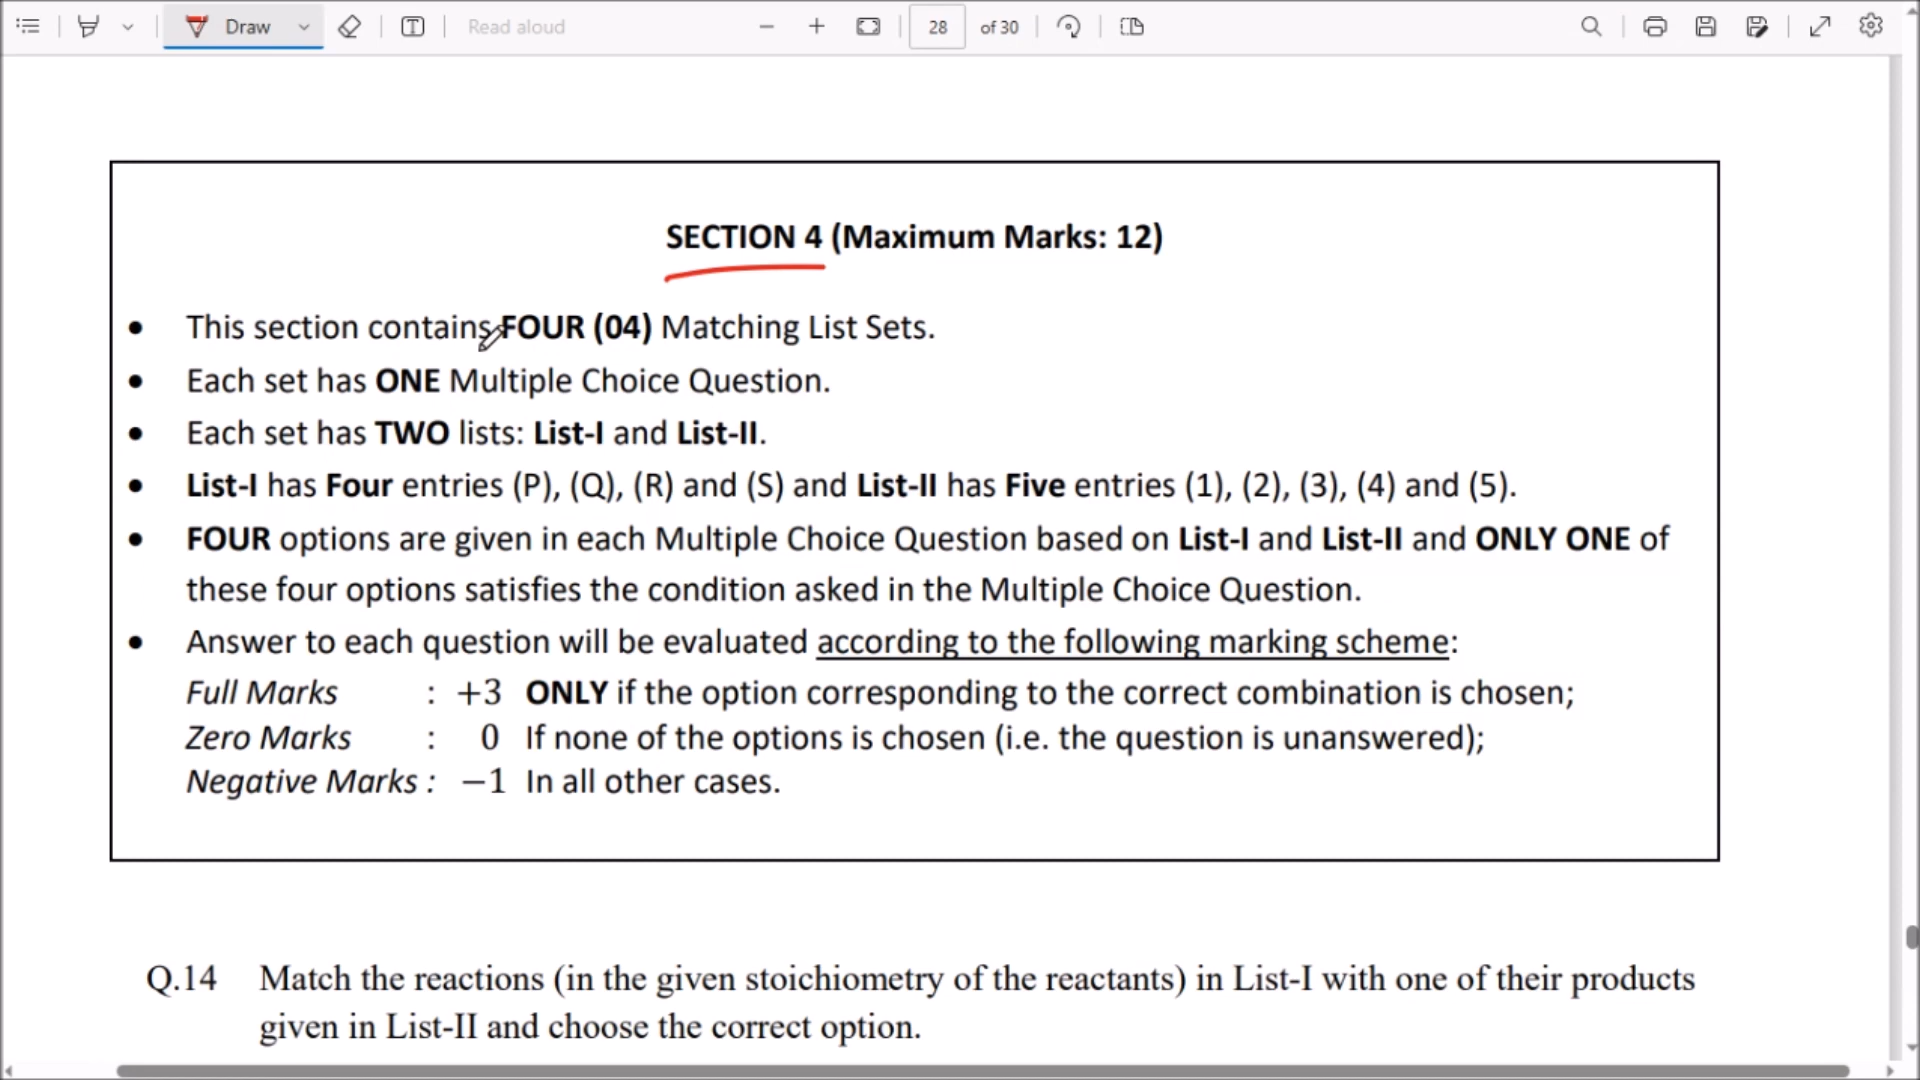 Draw
Read aloud
28 of 30
SECTION 4 (Maximum Marks: 12)
• This section contains FOUR (04) Matching List Sets.
• Each set has ONE Multiple Choice Question.
• Each set has TWO lists: List-I and List-II.
• List-I has Four entries (P), (Q), (R) and (S) and List-II has Five entries (1), (2), (3), (4) and (5).
• FOUR options are given in each Multiple Choice Question based on List-I and List-II and ONLY ONE of
these four options satisfies the condition asked in the Multiple Choice Question.
• Answer to each question will be evaluated according to the following marking scheme:
Full Marks : +3 ONLY if the option corresponding to the correct combination is chosen;
Zero Marks : 0 If none of the options is chosen (i.e. the question is unanswered);
Negative Marks : −1 In all other cases.
Q.14 Match the reactions (in the given stoichiometry of the reactants) in List-I with one of their products
given in List-II and choose the correct option.